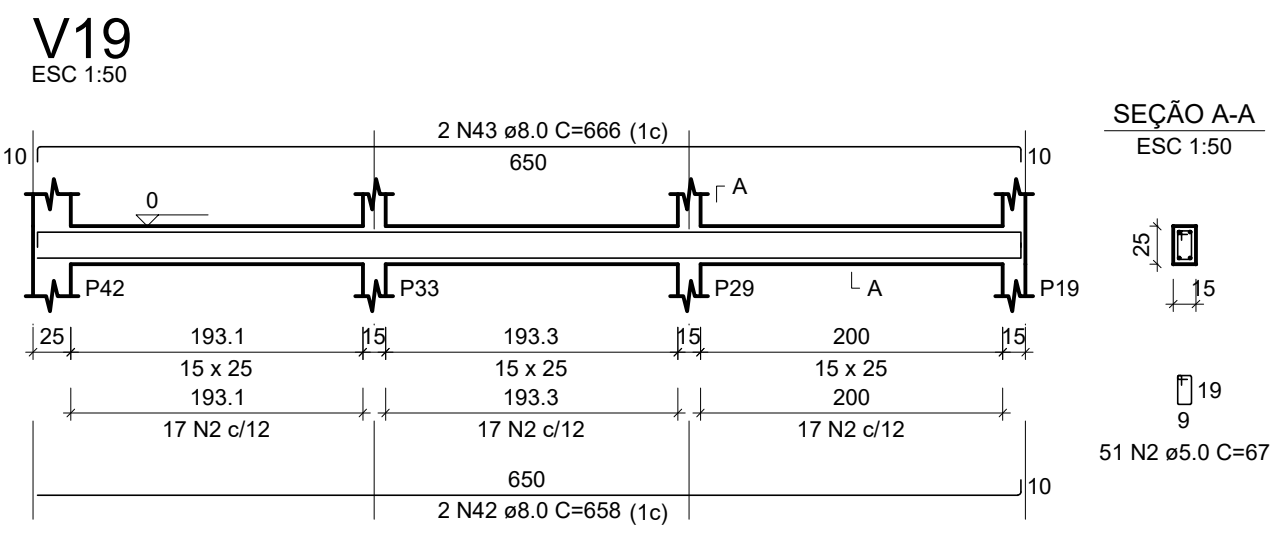 V19
ESC 1:50
2 N43 ø8.0 C=666 (1c)
10
650
10
SEÇÃO A-A
ESC 1:50
A
0
25
15
P42
P33
P29
A
P19
25
193.1
15
193.3
15
200
15
15 x 25
15 x 25
15 x 25
193.1
193.3
200
17 N2 c/12
17 N2 c/12
17 N2 c/12
19
9
51 N2 ø5.0 C=67
650
10
2 N42 ø8.0 C=658 (1c)